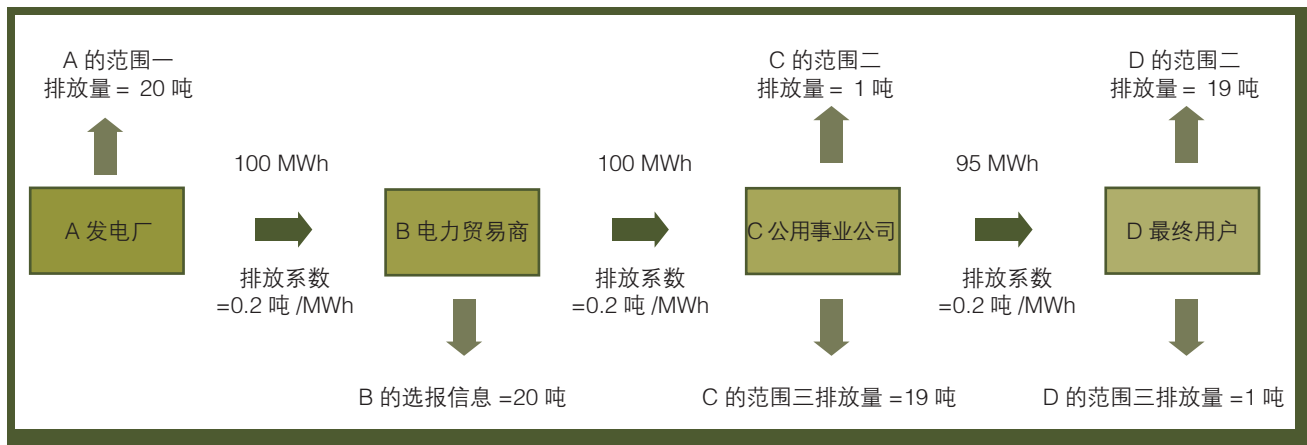 A 的范围一
排放量 = 20 吨
C 的范围二
排放量 = 1 吨
D 的范围二
排放量 = 19 吨
100 MWh
100 MWh
95 MWh
A 发电厂
B 电力贸易商
C 公用事业公司
D 最终用户
排放系数
=0.2 吨 /MWh
排放系数
=0.2 吨 /MWh
排放系数
=0.2 吨 /MWh
B 的选报信息 =20 吨
C 的范围三排放量 =19 吨
D 的范围三排放量 =1 吨